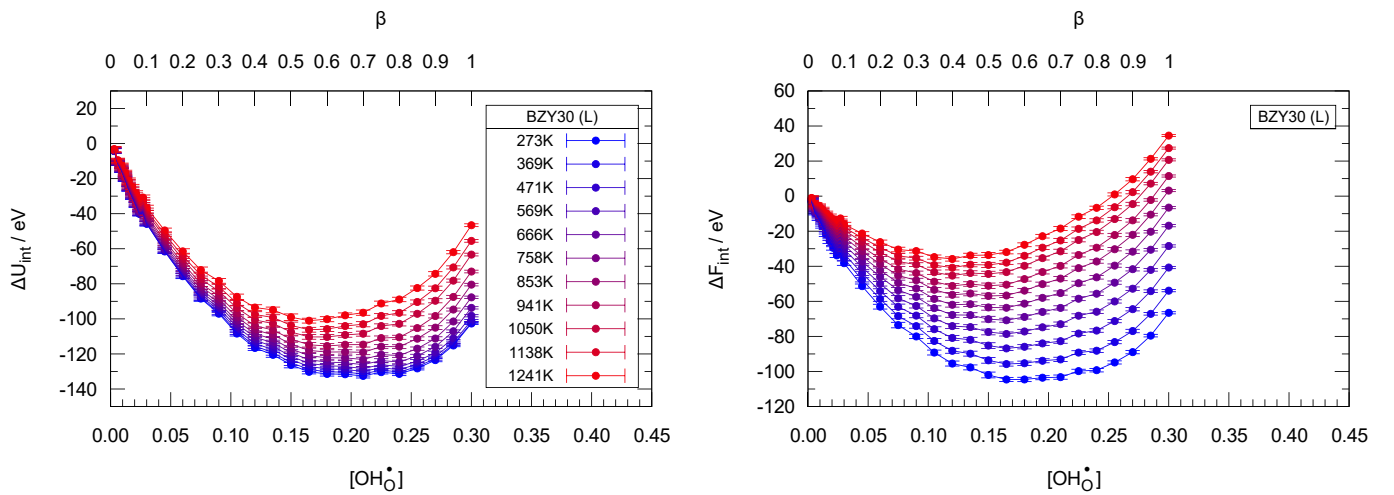 β
0 0.1 0.2 0.3 0.4 0.5 0.6 0.7 0.8 0.9 1
20
0
-20
-40
-60
-80
-100
-120
-140
ΔU_int / eV
BZY30 (L)
273K
369K
471K
569K
666K
758K
853K
941K
1050K
1138K
1241K
0.00 0.05 0.10 0.15 0.20 0.25 0.30 0.35 0.40 0.45
[OH_O^•]
β
0 0.1 0.2 0.3 0.4 0.5 0.6 0.7 0.8 0.9 1
60
40
20
0
-20
-40
-60
-80
-100
-120
ΔF_int / eV
BZY30 (L)
0.00 0.05 0.10 0.15 0.20 0.25 0.30 0.35 0.40 0.45
[OH_O^•]